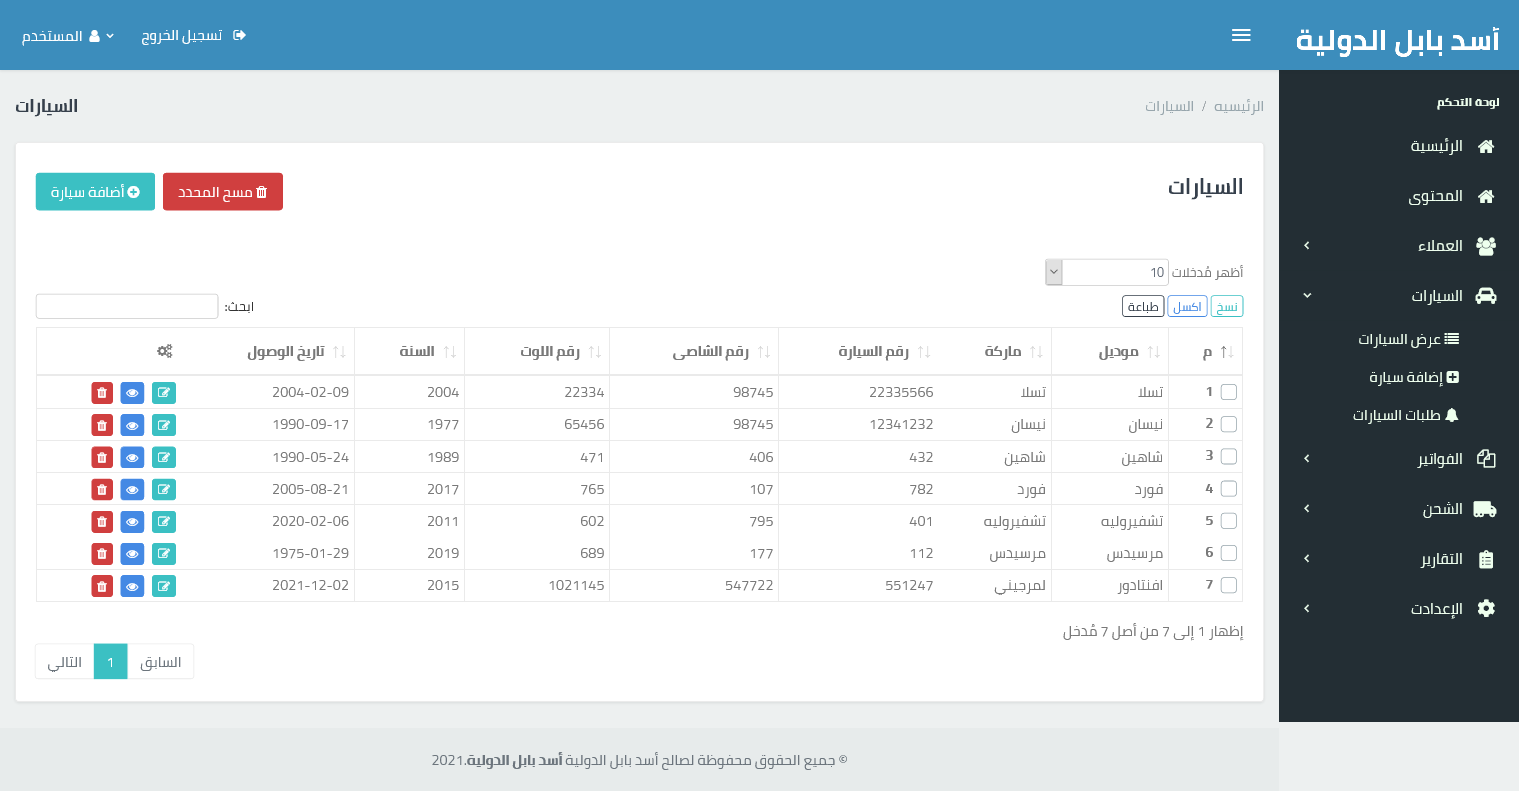 أسد بابل الدولية
تسجيل الخروج
المستخدم
لوحة التحكم
الرئيسية
المحتوى
العملاء
السيارات
عرض السيارات
إضافة سيارة
طلبات السيارات
الفواتير
الشحن
التقارير
الإعدادت
الرئيسيه / السيارات
السيارات
السيارات
مسح المحدد
أضافة سيارة
أظهر مُدخلات 10
نسخ اكسل طباعة
ابحث:
م موديل ماركة رقم السيارة رقم الشاصى رقم اللوت السنة تاريخ الوصول
1 تسلا تسلا 22335566 98745 22334 2004 2004-02-09
2 نيسان نيسان 12341232 98745 65456 1977 1990-09-17
3 شاهين شاهين 432 406 471 1989 1990-05-24
4 فورد فورد 782 107 765 2017 2005-08-21
5 تشفيروليه تشفيروليه 401 795 602 2011 2020-02-06
6 مرسيدس مرسيدس 112 177 689 2019 1975-01-29
7 افنتادور لمرجيني 551247 547722 1021145 2015 2021-12-02
إظهار 1 إلى 7 من أصل 7 مُدخل
السابق 1 التالي
© جميع الحقوق محفوظة لصالح أسد بابل الدولية أسد بابل الدولية.2021